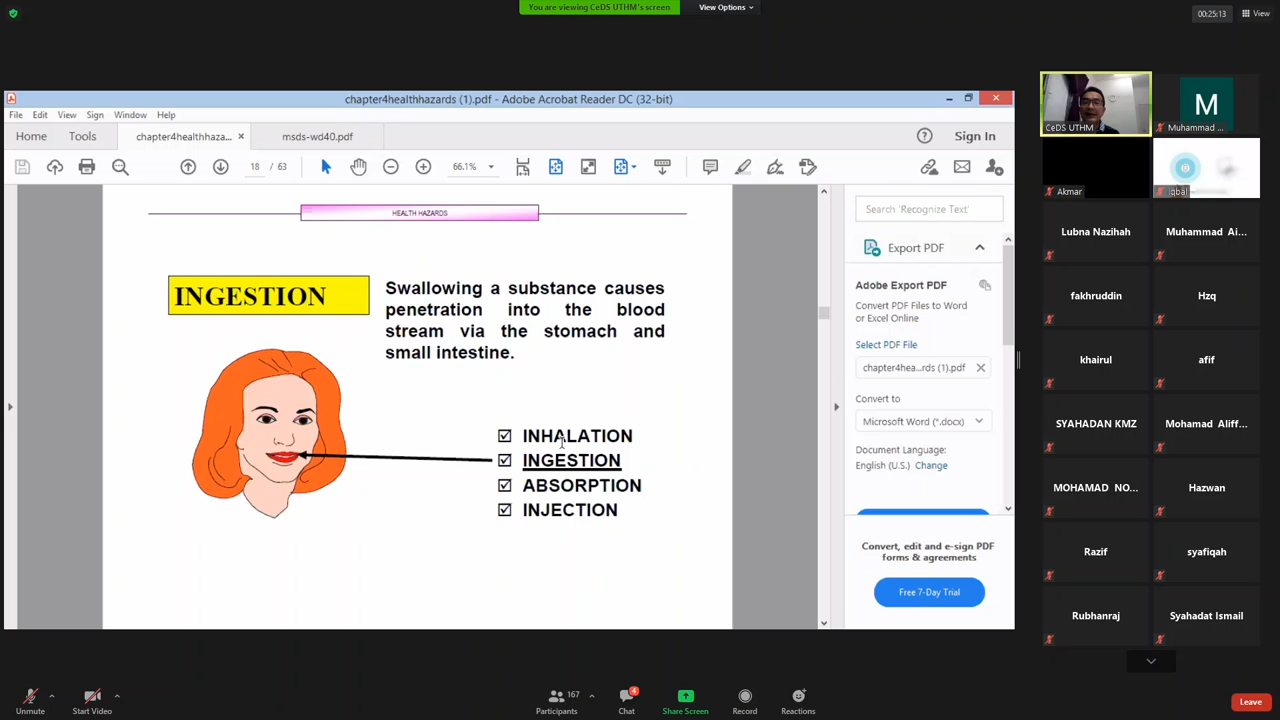 You are viewing CeDS UTHM's screen
View Options
00:25:13
View
chapter4healthhazards (1).pdf - Adobe Acrobat Reader DC (32-bit)
File Edit View Sign Window Help
Home Tools chapter4healthhaza... msds-wd40.pdf Sign In
18 / 63 66.1%
HEALTH HAZARDS
INGESTION
Swallowing a substance causes
penetration into the blood
stream via the stomach and
small intestine.
INHALATION
INGESTION
ABSORPTION
INJECTION
Search 'Recognize Text'
Export PDF
Adobe Export PDF
Convert PDF Files to Word
or Excel Online
Select PDF File
chapter4hea...rds (1).pdf
Convert to
Microsoft Word (*.docx)
Document Language:
English (U.S.) Change
Convert, edit and e-sign PDF
forms & agreements
Free 7-Day Trial
CeDS UTHM
M
Muhammad ...
Akmar
Iqbal
Lubna Nazihah
Muhammad Ai...
fakhruddin
Hzq
khairul
afif
SYAHADAN KMZ
Mohamad Aliff...
MOHAMAD NO...
Hazwan
Razif
syafiqah
Rubhanraj
Syahadat Ismail
Unmute
Start Video
167
Participants
4
Chat
Share Screen
Record
Reactions
Leave